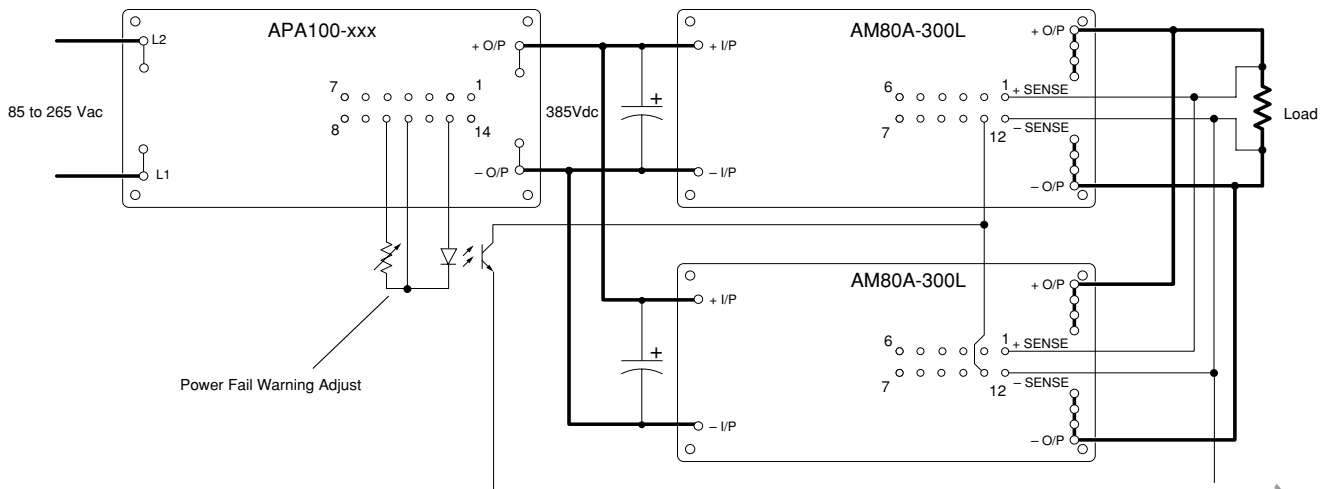 APA100-xxx
L2
+ O/P
7
1
8
14
85 to 265 Vac
L1
– O/P
385Vdc
+
AM80A-300L
+ I/P
+ O/P
6
1
+ SENSE
7
12
– SENSE
– I/P
– O/P
Load
AM80A-300L
+ I/P
+ O/P
+
6
1
+ SENSE
7
12
– SENSE
– I/P
– O/P
Power Fail Warning Adjust